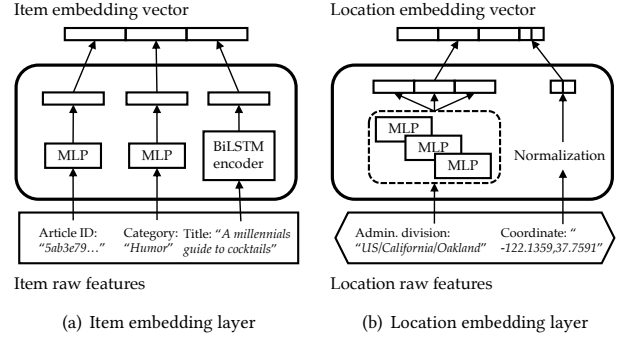 Item embedding vector
MLP
MLP
BiLSTM
encoder
Article ID:
"5ab3e79…"
Category:
"Humor"
Title: "A millennials
guide to cocktails"
Item raw features
(a) Item embedding layer
Location embedding vector
MLP
MLP
MLP
Normalization
Admin. division:
"US/California/Oakland"
Coordinate: "
-122.1359,37.7591"
Location raw features
(b) Location embedding layer